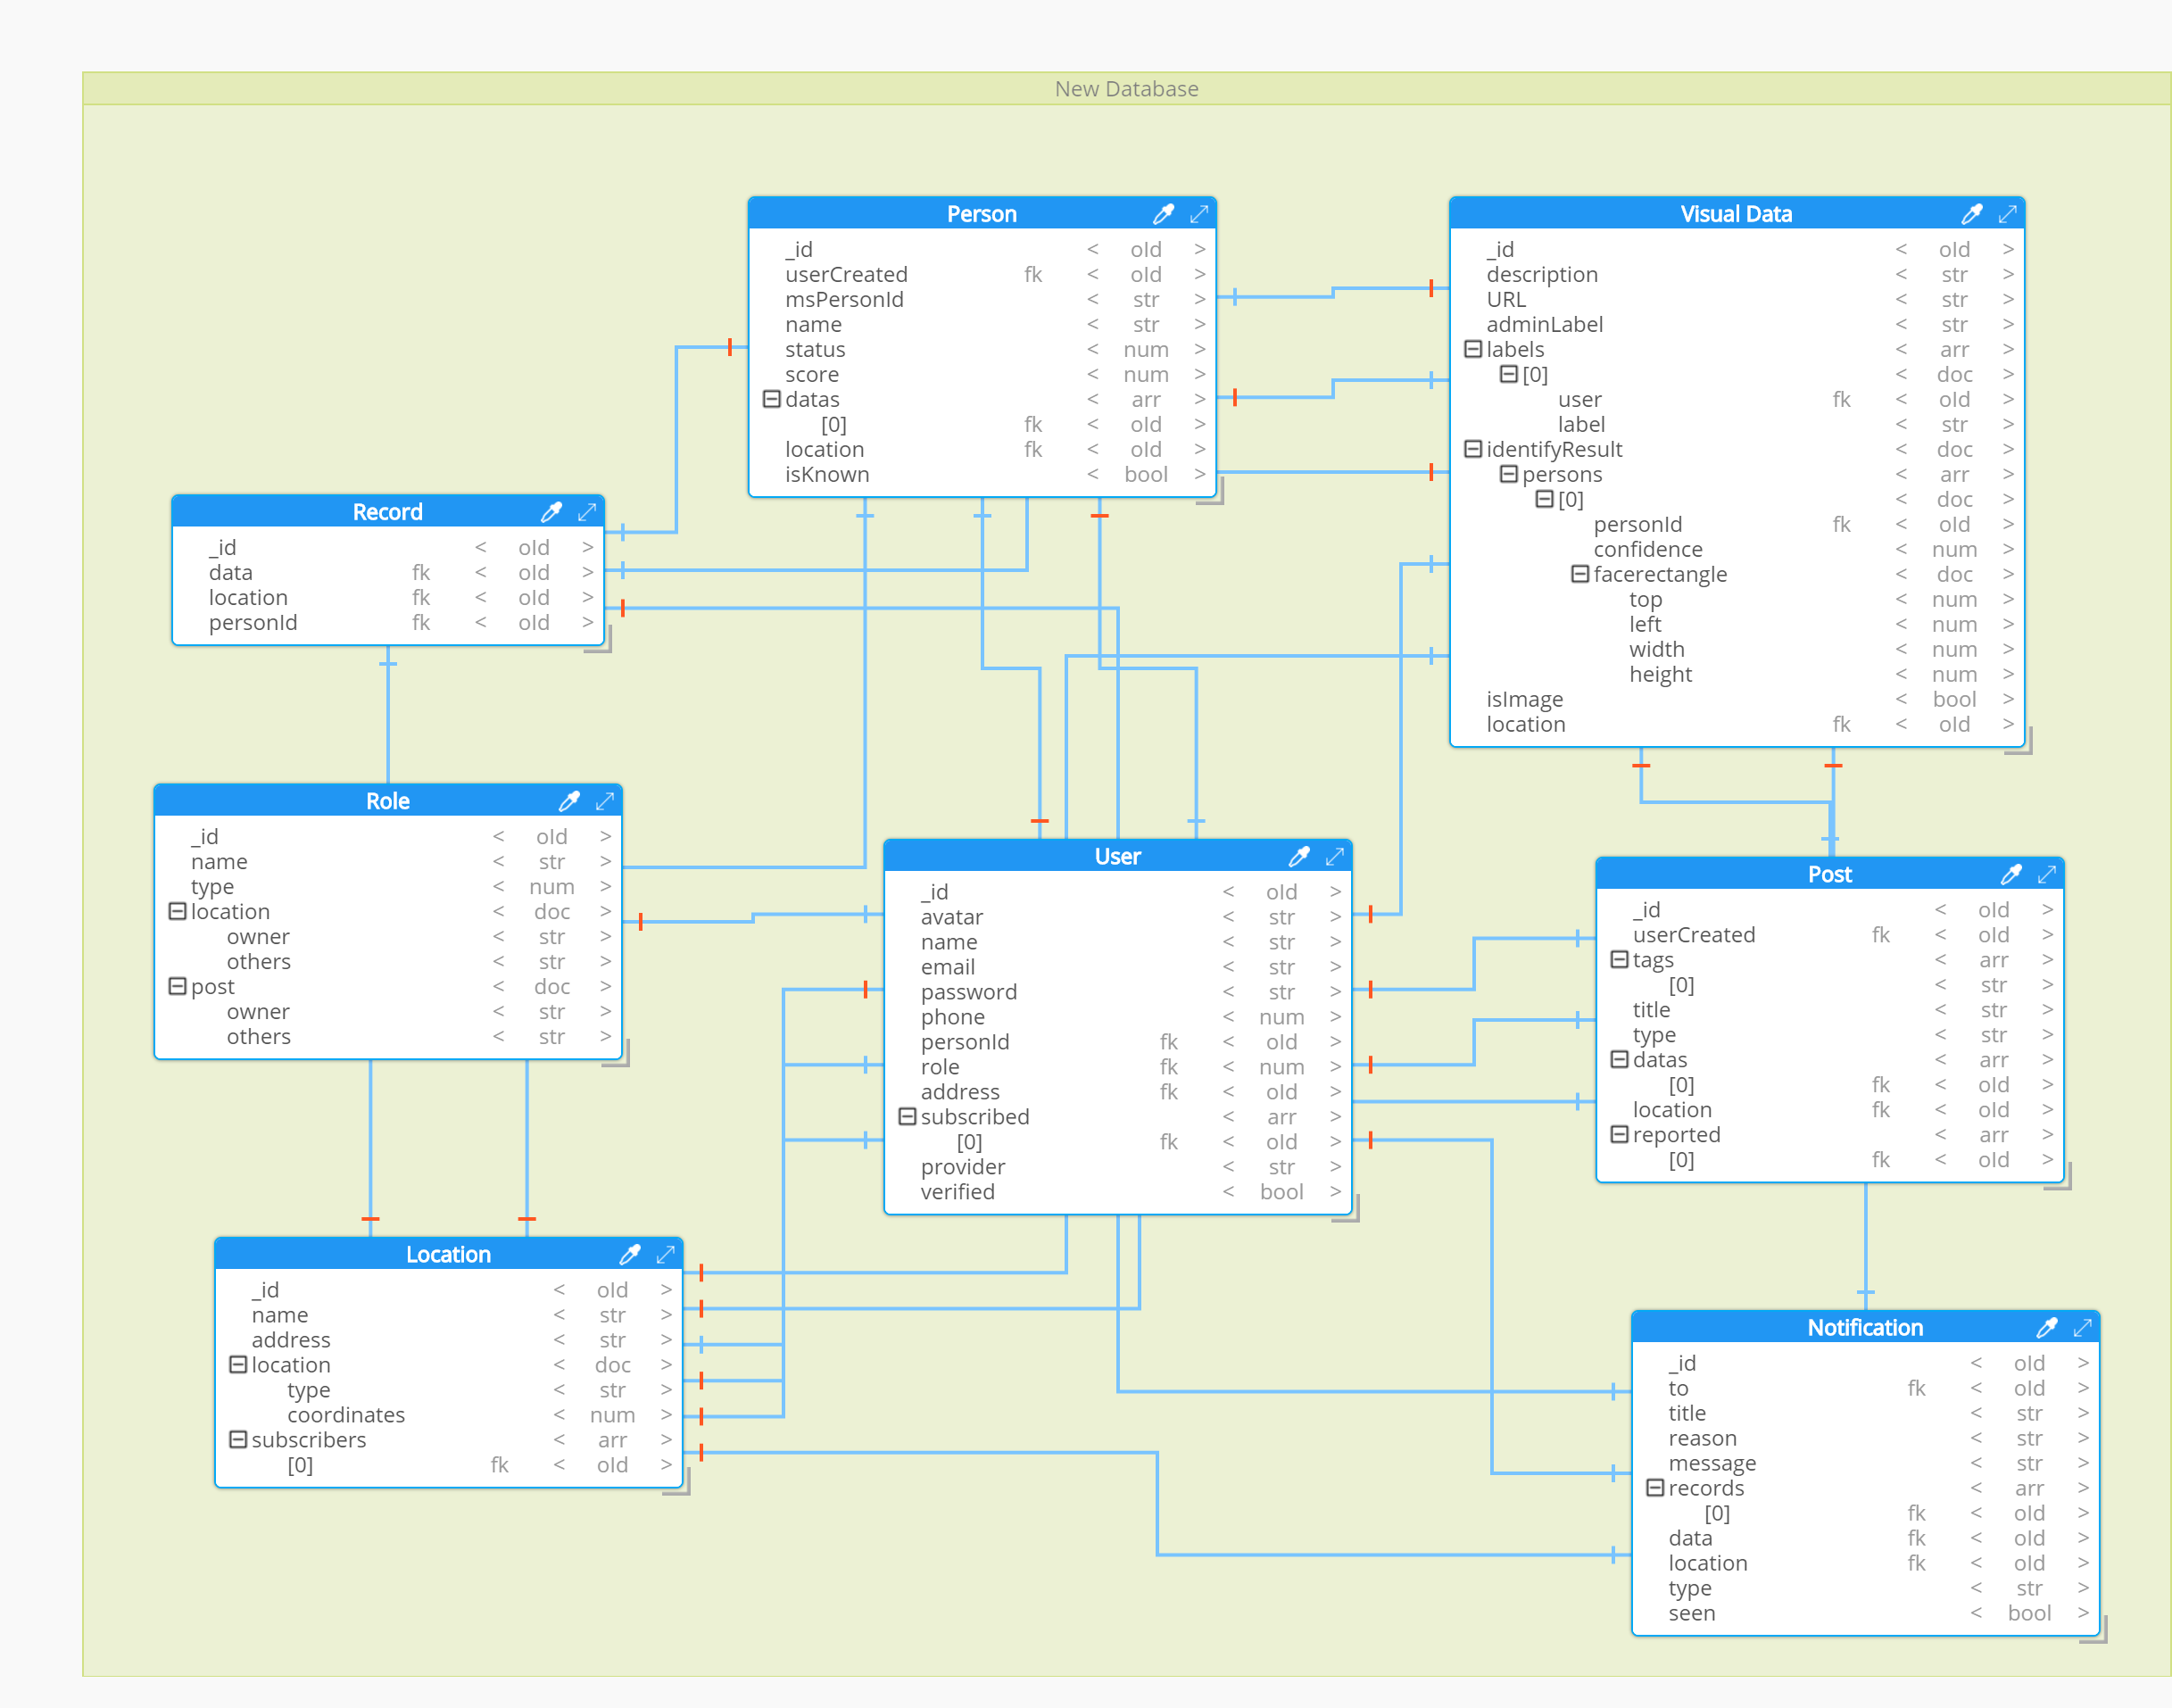 New Database
Person
_id < old >
userCreated fk < old >
msPersonId < str >
name < str >
status < num >
score < num >
datas < arr >
[0] fk < old >
location fk < old >
isKnown < bool >
Visual Data
_id < old >
description < str >
URL < str >
adminLabel < str >
labels < arr >
[0] < doc >
user fk < old >
label < str >
identifyResult < doc >
persons < arr >
[0] < doc >
personId fk < old >
confidence < num >
facerectangle < doc >
top < num >
left < num >
width < num >
height < num >
isImage < bool >
location fk < old >
Record
_id < old >
data fk < old >
location fk < old >
personId fk < old >
Role
_id < old >
name < str >
type < num >
location < doc >
owner < str >
others < str >
post < doc >
owner < str >
others < str >
User
_id < old >
avatar < str >
name < str >
email < str >
password < str >
phone < num >
personId fk < old >
role fk < num >
address fk < old >
subscribed < arr >
[0] fk < old >
provider < str >
verified < bool >
Post
_id < old >
userCreated fk < old >
tags < arr >
[0] < str >
title < str >
type < str >
datas < arr >
[0] fk < old >
location fk < old >
reported < arr >
[0] fk < old >
Location
_id < old >
name < str >
address < str >
location < doc >
type < str >
coordinates < num >
subscribers < arr >
[0] fk < old >
Notification
_id < old >
to fk < old >
title < str >
reason < str >
message < str >
records < arr >
[0] fk < old >
data fk < old >
location fk < old >
type < str >
seen < bool >